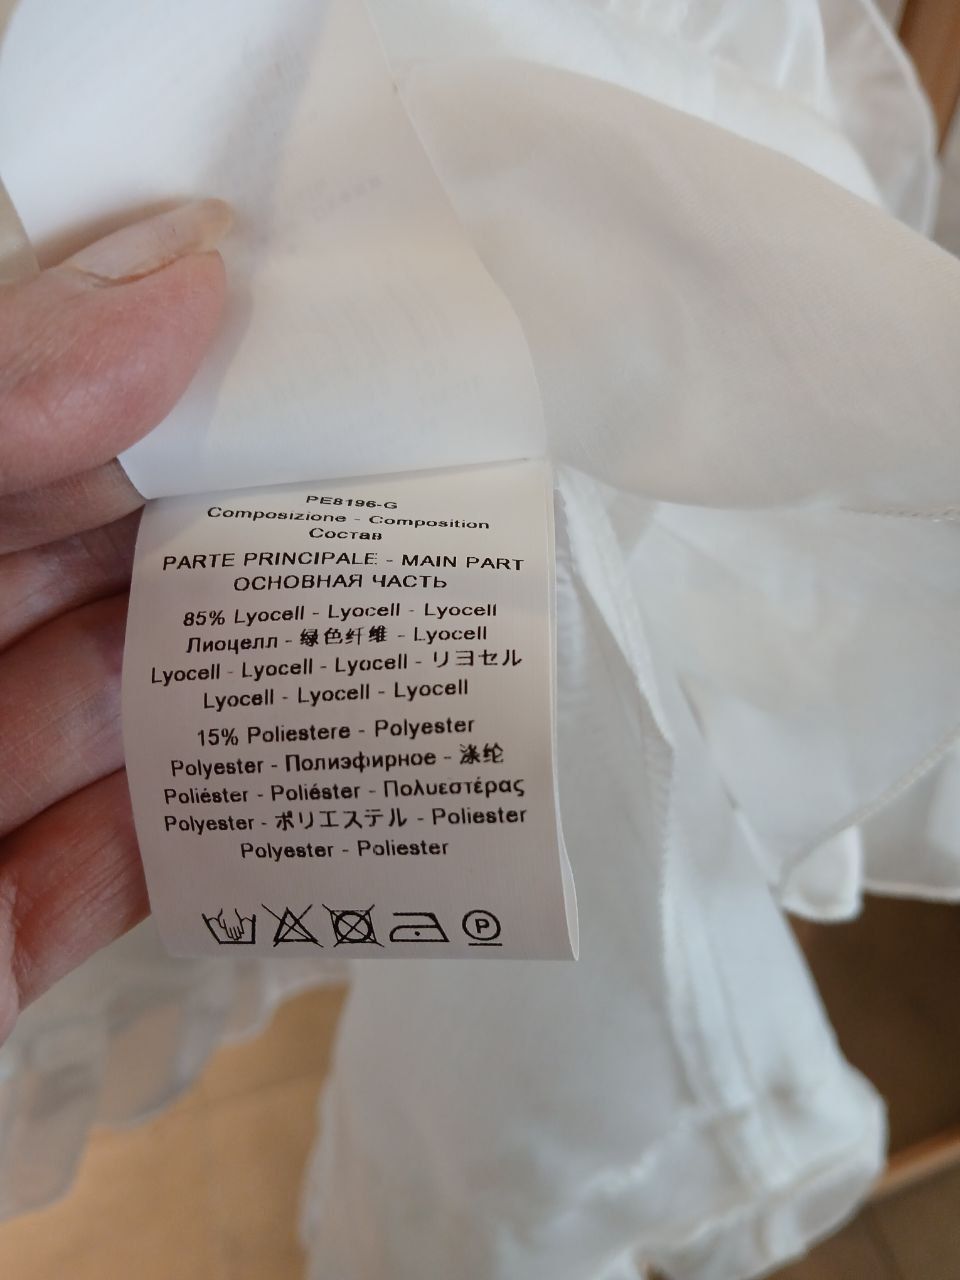 PE8196-G
Composizione - Composition
Состав
PARTE PRINCIPALE - MAIN PART
ОСНОВНАЯ ЧАСТЬ
85% Lyocell - Lyocell - Lyocell
Лиоцелл - 绿色纤维 - Lyocell
Lyocell - Lyocell - Lyocell - リヨセル
Lyocell - Lyocell - Lyocell
15% Poliestere - Polyester
Polyester - Полиэфирное - 涤纶
Poliéster - Poliéster - Πολυεστέρας
Polyester - ポリエステル - Poliester
Polyester - Poliester
P